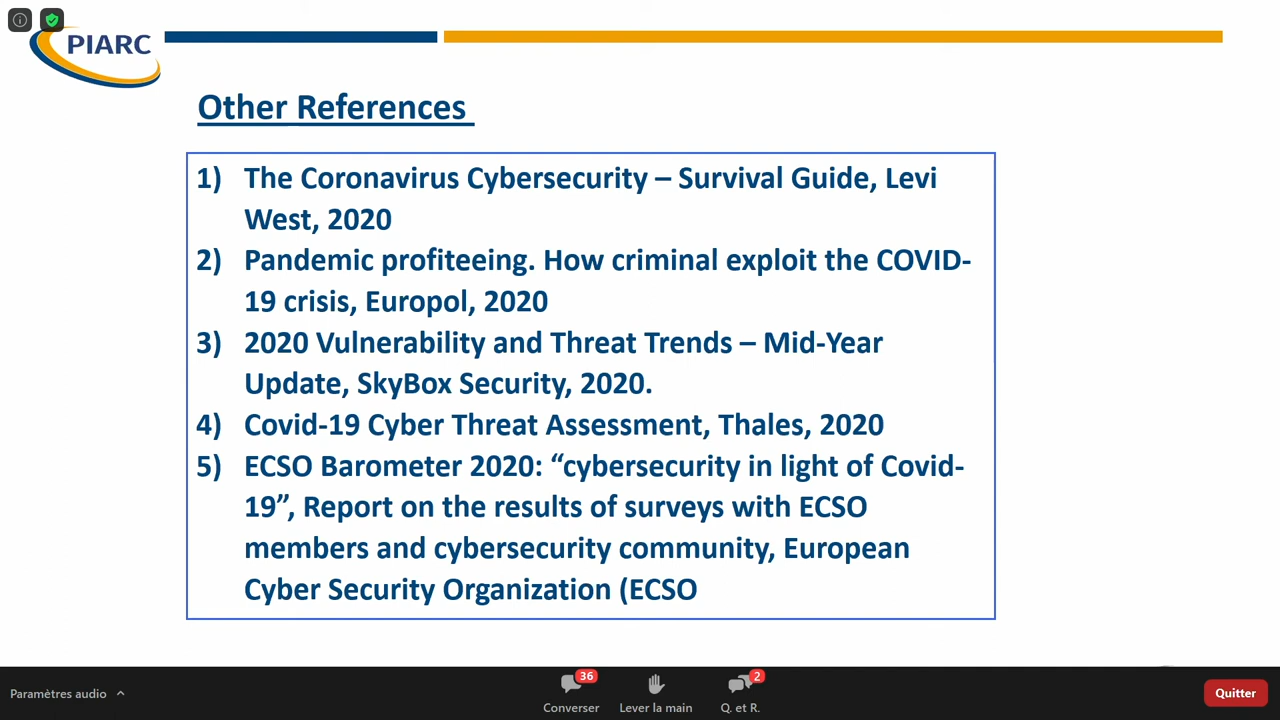 PIARC
Other References
1) The Coronavirus Cybersecurity – Survival Guide, Levi
West, 2020
2) Pandemic profiteeing. How criminal exploit the COVID-
19 crisis, Europol, 2020
3) 2020 Vulnerability and Threat Trends – Mid-Year
Update, SkyBox Security, 2020.
4) Covid-19 Cyber Threat Assessment, Thales, 2020
5) ECSO Barometer 2020: “cybersecurity in light of Covid-
19”, Report on the results of surveys with ECSO
members and cybersecurity community, European
Cyber Security Organization (ECSO
36
2
Paramètres audio
Converser
Lever la main
Q. et R.
Quitter